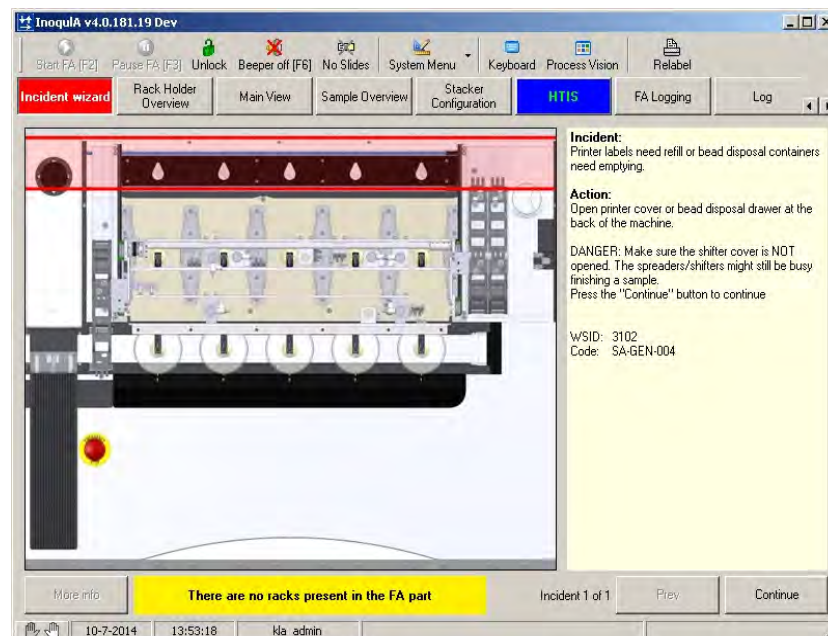 InoqulA v4.0.181.19 Dev
Start FA [F2] Pause FA [F3] Unlock Beeper off [F6] No Slides System Menu Keyboard Process Vision Relabel
Incident wizard Rack Holder Overview Main View Sample Overview Stacker Configuration HTIS FA Logging Log
Incident:
Printer labels need refill or bead disposal containers
need emptying.
Action:
Open printer cover or bead disposal drawer at the
back of the machine.
DANGER: Make sure the shifter cover is NOT
opened. The spreaders/shifters might still be busy
finishing a sample.
Press the "Continue" button to continue
WSID: 3102
Code: SA-GEN-004
More info There are no racks present in the FA part Incident 1 of 1 Prev Continue
10-7-2014 13:53:18 kla_admin